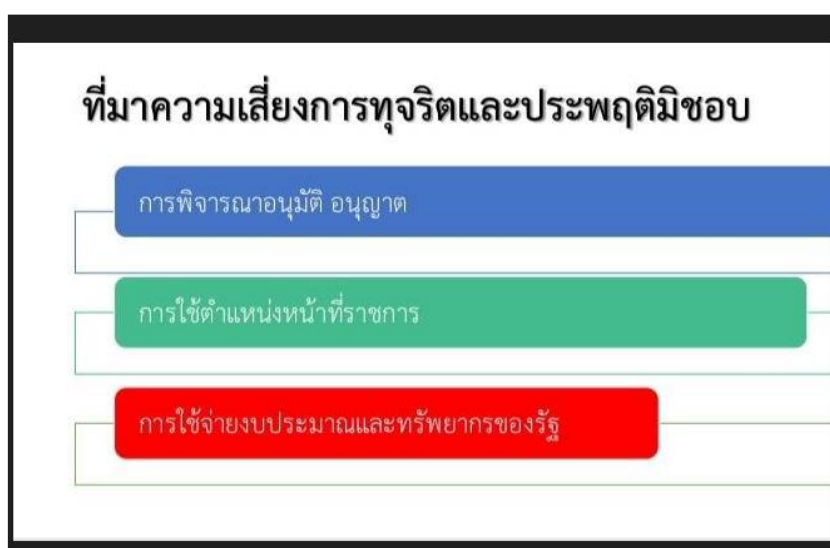 ที่มาความเสี่ยงการทุจริตและประพฤติมิชอบ
การพิจารณาอนุมัติ อนุญาต
การใช้ตำแหน่งหน้าที่ราชการ
การใช้จ่ายงบประมาณและทรัพยากรของรัฐ